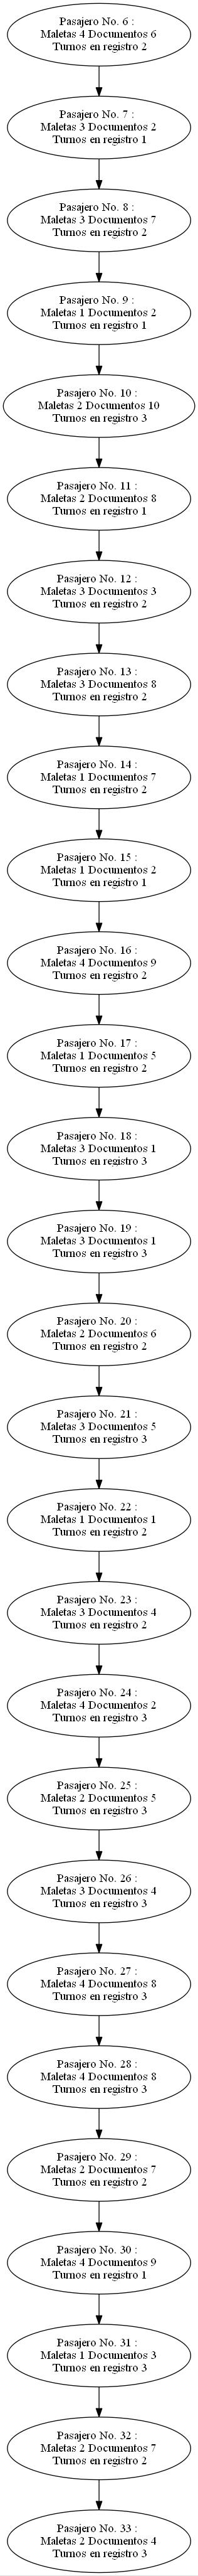 Pasajero No. 6 :
Maletas 4 Documentos 6
Turnos en registro 2
Pasajero No. 7 :
Maletas 3 Documentos 2
Turnos en registro 1
Pasajero No. 8 :
Maletas 3 Documentos 7
Turnos en registro 2
Pasajero No. 9 :
Maletas 1 Documentos 2
Turnos en registro 1
Pasajero No. 10 :
Maletas 2 Documentos 10
Turnos en registro 3
Pasajero No. 11 :
Maletas 2 Documentos 8
Turnos en registro 1
Pasajero No. 12 :
Maletas 3 Documentos 3
Turnos en registro 2
Pasajero No. 13 :
Maletas 3 Documentos 8
Turnos en registro 2
Pasajero No. 14 :
Maletas 1 Documentos 7
Turnos en registro 2
Pasajero No. 15 :
Maletas 1 Documentos 2
Turnos en registro 1
Pasajero No. 16 :
Maletas 4 Documentos 9
Turnos en registro 2
Pasajero No. 17 :
Maletas 1 Documentos 5
Turnos en registro 2
Pasajero No. 18 :
Maletas 3 Documentos 1
Turnos en registro 3
Pasajero No. 19 :
Maletas 3 Documentos 1
Turnos en registro 3
Pasajero No. 20 :
Maletas 2 Documentos 6
Turnos en registro 2
Pasajero No. 21 :
Maletas 3 Documentos 5
Turnos en registro 3
Pasajero No. 22 :
Maletas 1 Documentos 1
Turnos en registro 2
Pasajero No. 23 :
Maletas 3 Documentos 4
Turnos en registro 2
Pasajero No. 24 :
Maletas 4 Documentos 2
Turnos en registro 3
Pasajero No. 25 :
Maletas 2 Documentos 5
Turnos en registro 3
Pasajero No. 26 :
Maletas 3 Documentos 4
Turnos en registro 3
Pasajero No. 27 :
Maletas 4 Documentos 8
Turnos en registro 3
Pasajero No. 28 :
Maletas 4 Documentos 8
Turnos en registro 3
Pasajero No. 29 :
Maletas 2 Documentos 7
Turnos en registro 2
Pasajero No. 30 :
Maletas 4 Documentos 9
Turnos en registro 1
Pasajero No. 31 :
Maletas 1 Documentos 3
Turnos en registro 3
Pasajero No. 32 :
Maletas 2 Documentos 7
Turnos en registro 2
Pasajero No. 33 :
Maletas 2 Documentos 4
Turnos en registro 3